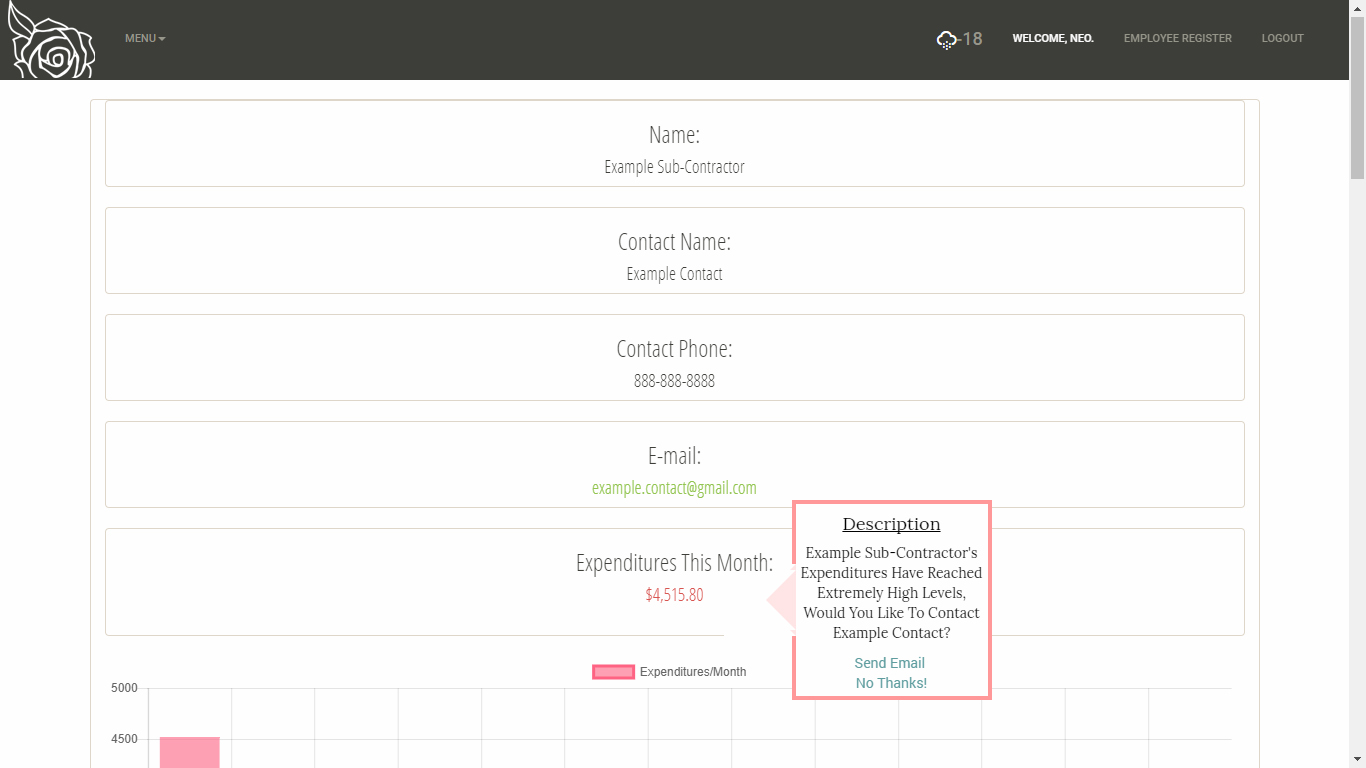 MENU
-18
WELCOME, NEO.
EMPLOYEE REGISTER
LOGOUT
Name:
Example Sub-Contractor
Contact Name:
Example Contact
Contact Phone:
888-888-8888
E-mail:
example.contact@gmail.com
Expenditures This Month:
$4,515.80
Description
Example Sub-Contractor's
Expenditures Have Reached
Extremely High Levels,
Would You Like To Contact
Example Contact?
Send Email
No Thanks!
Expenditures/Month
5000
4500